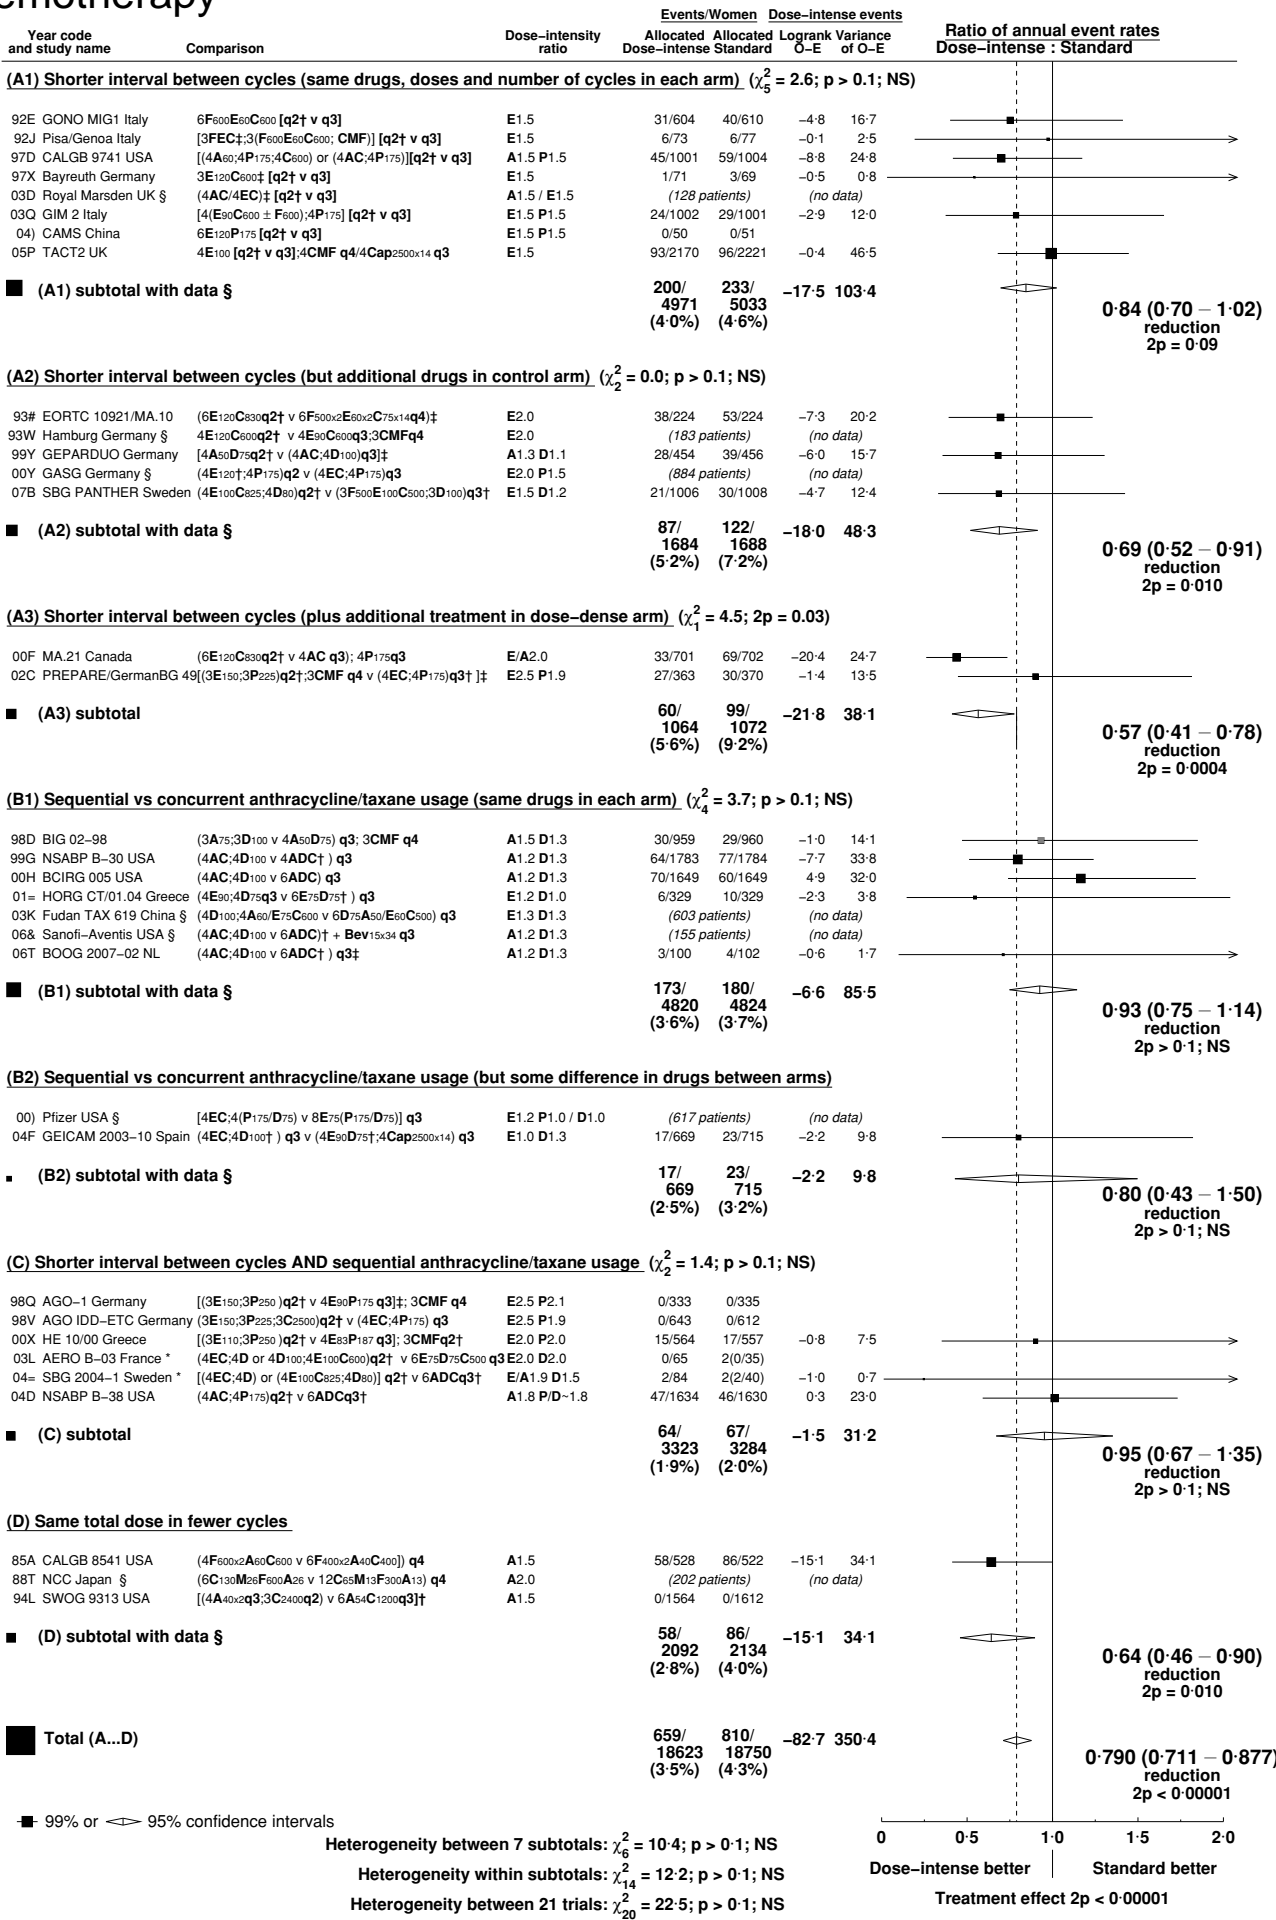 emotherapy
Year code and study name Comparison Dose−intensity ratio Events/Women Allocated Dose−intense Allocated Standard Dose−intense events Logrank O−E Variance of O−E Ratio of annual event rates Dose−intense : Standard
(A1) Shorter interval between cycles (same drugs, doses and number of cycles in each arm) (χ²₅ = 2.6; p > 0.1; NS)
92E GONO MIG1 Italy 6F600E60C600 [q2† v q3] E1.5 31/604 40/610 −4·8 16·7
92J Pisa/Genoa Italy [3FEC‡;3(F600E60C600; CMF)] [q2† v q3] E1.5 6/73 6/77 −0·1 2·5
97D CALGB 9741 USA [(4A60;4P175;4C600) or (4AC;4P175)][q2† v q3] A1.5 P1.5 45/1001 59/1004 −8·8 24·8
97X Bayreuth Germany 3E120C600‡ [q2† v q3] E1.5 1/71 3/69 −0·5 0·8
03D Royal Marsden UK § (4AC/4EC)‡ [q2† v q3] A1.5 / E1.5 (128 patients) (no data)
03Q GIM 2 Italy [4(E90C600 ± F600);4P175] [q2† v q3] E1.5 P1.5 24/1002 29/1001 −2·9 12·0
04) CAMS China 6E120P175 [q2† v q3] E1.5 P1.5 0/50 0/51
05P TACT2 UK 4E100 [q2† v q3];4CMF q4/4Cap2500x14 q3 E1.5 93/2170 96/2221 −0·4 46·5
(A1) subtotal with data § 200/4971 (4.0%) 233/5033 (4.6%) −17·5 103·4
0·84 (0·70 − 1·02)
reduction
2p = 0·09
(A2) Shorter interval between cycles (but additional drugs in control arm) (χ²₂ = 0.0; p > 0.1; NS)
93# EORTC 10921/MA.10 (6E120C830q2† v 6F500x2E60x2C75x14q4)‡ E2.0 38/224 53/224 −7·3 20·2
93W Hamburg Germany § 4E120C600q2† v 4E90C600q3;3CMFq4 E2.0 (183 patients) (no data)
99Y GEPARDUO Germany [4A50D75q2† v (4AC;4D100)q3]‡ A1.3 D1.1 28/454 39/456 −6·0 15·7
00Y GASG Germany § (4E120†;4P175)q2 v (4EC;4P175)q3 E2.0 P1.5 (884 patients) (no data)
07B SBG PANTHER Sweden (4E100C825;4D80)q2† v (3F500E100C500;3D100)q3† E1.5 D1.2 21/1006 30/1008 −4·7 12·4
(A2) subtotal with data § 87/1684 (5.2%) 122/1688 (7.2%) −18·0 48·3
0·69 (0·52 − 0·91)
reduction
2p = 0·010
(A3) Shorter interval between cycles (plus additional treatment in dose−dense arm) (χ²₁ = 4.5; 2p = 0.03)
00F MA.21 Canada (6E120C830q2† v 4AC q3); 4P175q3 E/A2.0 33/701 69/702 −20·4 24·7
02C PREPARE/GermanBG 49[(3E150;3P225)q2†;3CMF q4 v (4EC;4P175)q3† ]‡ E2.5 P1.9 27/363 30/370 −1·4 13·5
(A3) subtotal 60/1064 (5.6%) 99/1072 (9.2%) −21·8 38·1
0·57 (0·41 − 0·78)
reduction
2p = 0·0004
(B1) Sequential vs concurrent anthracycline/taxane usage (same drugs in each arm) (χ²₄ = 3.7; p > 0.1; NS)
98D BIG 02−98 (3A75;3D100 v 4A50D75) q3; 3CMF q4 A1.5 D1.3 30/959 29/960 −1·0 14·1
99G NSABP B−30 USA (4AC;4D100 v 4ADC† ) q3 A1.2 D1.3 64/1783 77/1784 −7·7 33·8
00H BCIRG 005 USA (4AC;4D100 v 6ADC) q3 A1.2 D1.3 70/1649 60/1649 4·9 32·0
01= HORG CT/01.04 Greece (4E90;4D75q3 v 6E75D75† ) q3 E1.2 D1.0 6/329 10/329 −2·3 3·8
03K Fudan TAX 619 China § (4D100;4A60/E75C600 v 6D75A50/E60C500) q3 E1.3 D1.3 (603 patients) (no data)
06& Sanofi−Aventis USA § (4AC;4D100 v 6ADC)† + Bev15x34 q3 A1.2 D1.3 (155 patients) (no data)
06T BOOG 2007−02 NL (4AC;4D100 v 6ADC† ) q3‡ A1.2 D1.3 3/100 4/102 −0·6 1·7
(B1) subtotal with data § 173/4820 (3.6%) 180/4824 (3.7%) −6·6 85·5
0·93 (0·75 − 1·14)
reduction
2p > 0·1; NS
(B2) Sequential vs concurrent anthracycline/taxane usage (but some difference in drugs between arms)
00) Pfizer USA § [4EC;4(P175/D75) v 8E75(P175/D75)] q3 E1.2 P1.0 / D1.0 (617 patients) (no data)
04F GEICAM 2003−10 Spain (4EC;4D100† ) q3 v (4E90D75†;4Cap2500x14) q3 E1.0 D1.3 17/669 23/715 −2·2 9·8
(B2) subtotal with data § 17/669 (2.5%) 23/715 (3.2%) −2·2 9·8
0·80 (0·43 − 1·50)
reduction
2p > 0·1; NS
(C) Shorter interval between cycles AND sequential anthracycline/taxane usage (χ²₂ = 1.4; p > 0.1; NS)
98Q AGO−1 Germany [(3E150;3P250 )q2† v 4E90P175 q3]‡; 3CMF q4 E2.5 P2.1 0/333 0/335
98V AGO IDD−ETC Germany (3E150;3P225;3C2500)q2† v (4EC;4P175) q3 E2.5 P1.9 0/643 0/612
00X HE 10/00 Greece [(3E110;3P250 )q2† v 4E83P187 q3]; 3CMFq2† E2.0 P2.0 15/564 17/557 −0·8 7·5
03L AERO B−03 France * (4EC;4D or 4D100;4E100C600)q2† v 6E75D75C500 q3 E2.0 D2.0 0/65 2(0/35)
04= SBG 2004−1 Sweden * [(4EC;4D) or (4E100C825;4D80)] q2† v 6ADCq3† E/A1.9 D1.5 2/84 2(2/40) −1·0 0·7
04D NSABP B−38 USA (4AC;4P175)q2† v 6ADCq3† A1.8 P/D~1.8 47/1634 46/1630 0·3 23·0
(C) subtotal 64/3323 (1.9%) 67/3284 (2.0%) −1·5 31·2
0·95 (0·67 − 1·35)
reduction
2p > 0·1; NS
(D) Same total dose in fewer cycles
85A CALGB 8541 USA (4F600x2A60C600 v 6F400x2A40C400]) q4 A1.5 58/528 86/522 −15·1 34·1
88T NCC Japan § (6C130M26F600A26 v 12C65M13F300A13) q4 A2.0 (202 patients) (no data)
94L SWOG 9313 USA [(4A40x2q3;3C2400q2) v 6A54C1200q3]† A1.5 0/1564 0/1612
(D) subtotal with data § 58/2092 (2.8%) 86/2134 (4.0%) −15·1 34·1
0·64 (0·46 − 0·90)
reduction
2p = 0·010
Total (A...D) 659/18623 (3.5%) 810/18750 (4.3%) −82·7 350·4
0·790 (0·711 − 0·877)
reduction
2p < 0·00001
99% or 95% confidence intervals
0 0·5 1·0 1·5 2·0
Dose−intense better Standard better
Treatment effect 2p < 0·00001
Heterogeneity between 7 subtotals: χ²₆ = 10·4; p > 0·1; NS
Heterogeneity within subtotals: χ²₁₄ = 12·2; p > 0·1; NS
Heterogeneity between 21 trials: χ²₂₀ = 22·5; p > 0·1; NS